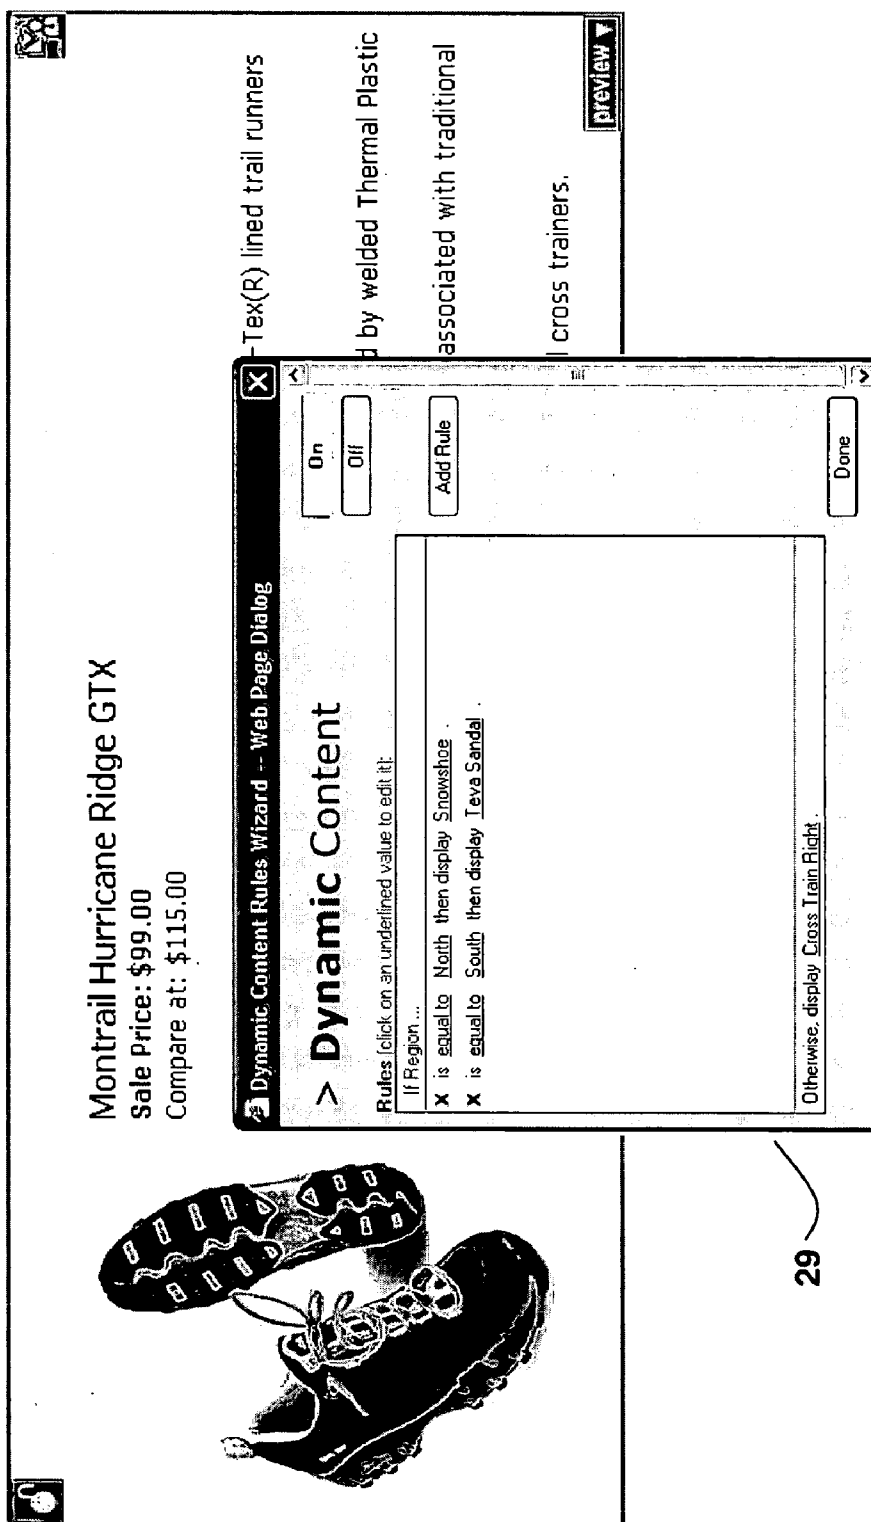 Montrail Hurricane Ridge GTX
Sale Price: $99.00
Compare at: $115.00
-Tex(R) lined trail runners
d by welded Thermal Plastic
associated with traditional
l cross trainers.
preview
Dynamic Content Rules Wizard -- Web Page Dialog
> Dynamic Content
On
Off
Rules (click on an underlined value to edit it):
If Region ...
Add Rule
X is equal to North then display Snowshoe .
X is equal to South then display Teva Sandal .
Otherwise, display Cross Train Right .
Done
29